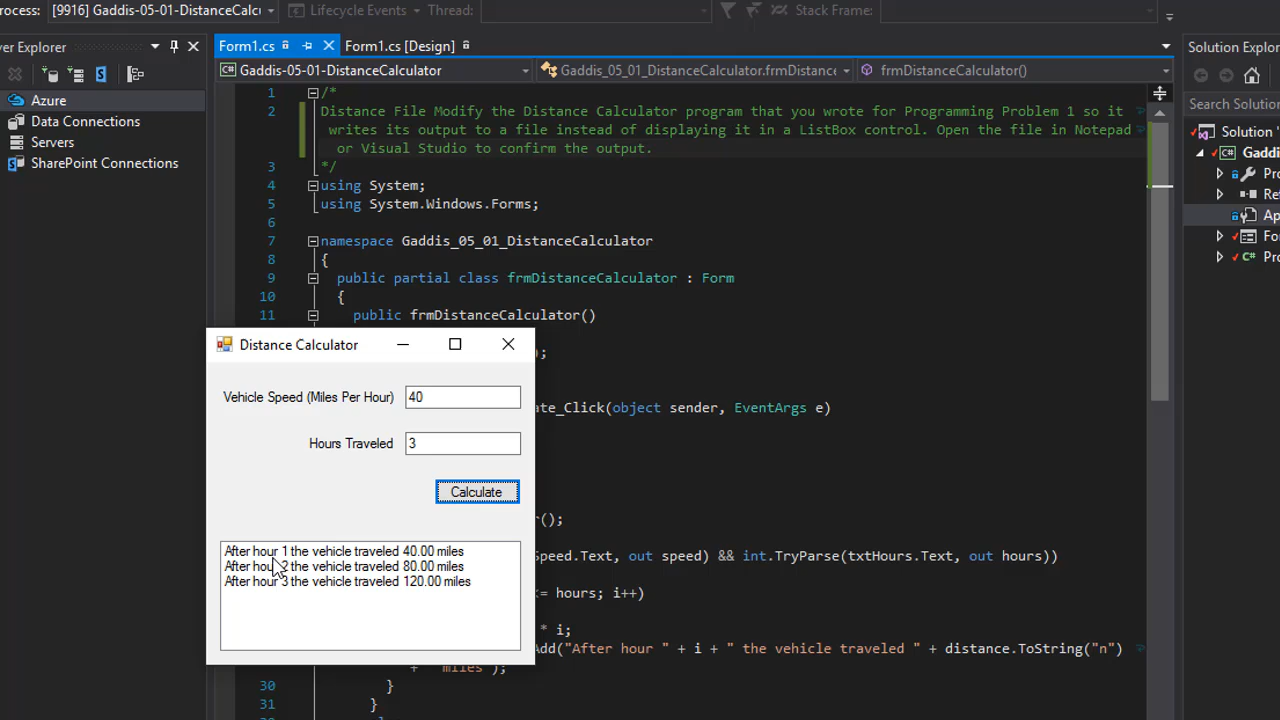 Process: [9916] Gaddis-05-01-DistanceCalcu
Lifecycle Events
Thread:
Stack Frame:
er Explorer
Form1.cs
Form1.cs [Design]
Solution Explor
Gaddis-05-01-DistanceCalculator
Gaddis_05_01_DistanceCalculator.frmDistance
frmDistanceCalculator()
Azure
Data Connections
Servers
SharePoint Connections
Search Solution
Solution '
Gaddi
Pro
Re
Ap
Fo
Pro
1 /*
2 Distance File Modify the Distance Calculator program that you wrote for Programming Problem 1 so it
writes its output to a file instead of displaying it in a ListBox control. Open the file in Notepad
or Visual Studio to confirm the output.
3 */
4 using System;
5 using System.Windows.Forms;
6
7 namespace Gaddis_05_01_DistanceCalculator
8 {
9 public partial class frmDistanceCalculator : Form
10 {
11 public frmDistanceCalculator()
;
ate_Click(object sender, EventArgs e)
r();
Speed.Text, out speed) && int.TryParse(txtHours.Text, out hours))
= hours; i++)
* i;
Add("After hour " + i + " the vehicle traveled " + distance.ToString("n")
+ " miles");
30 }
31 }
Distance Calculator
Vehicle Speed (Miles Per Hour) 40
Hours Traveled 3
Calculate
After hour 1 the vehicle traveled 40.00 miles
After hour 2 the vehicle traveled 80.00 miles
After hour 3 the vehicle traveled 120.00 miles